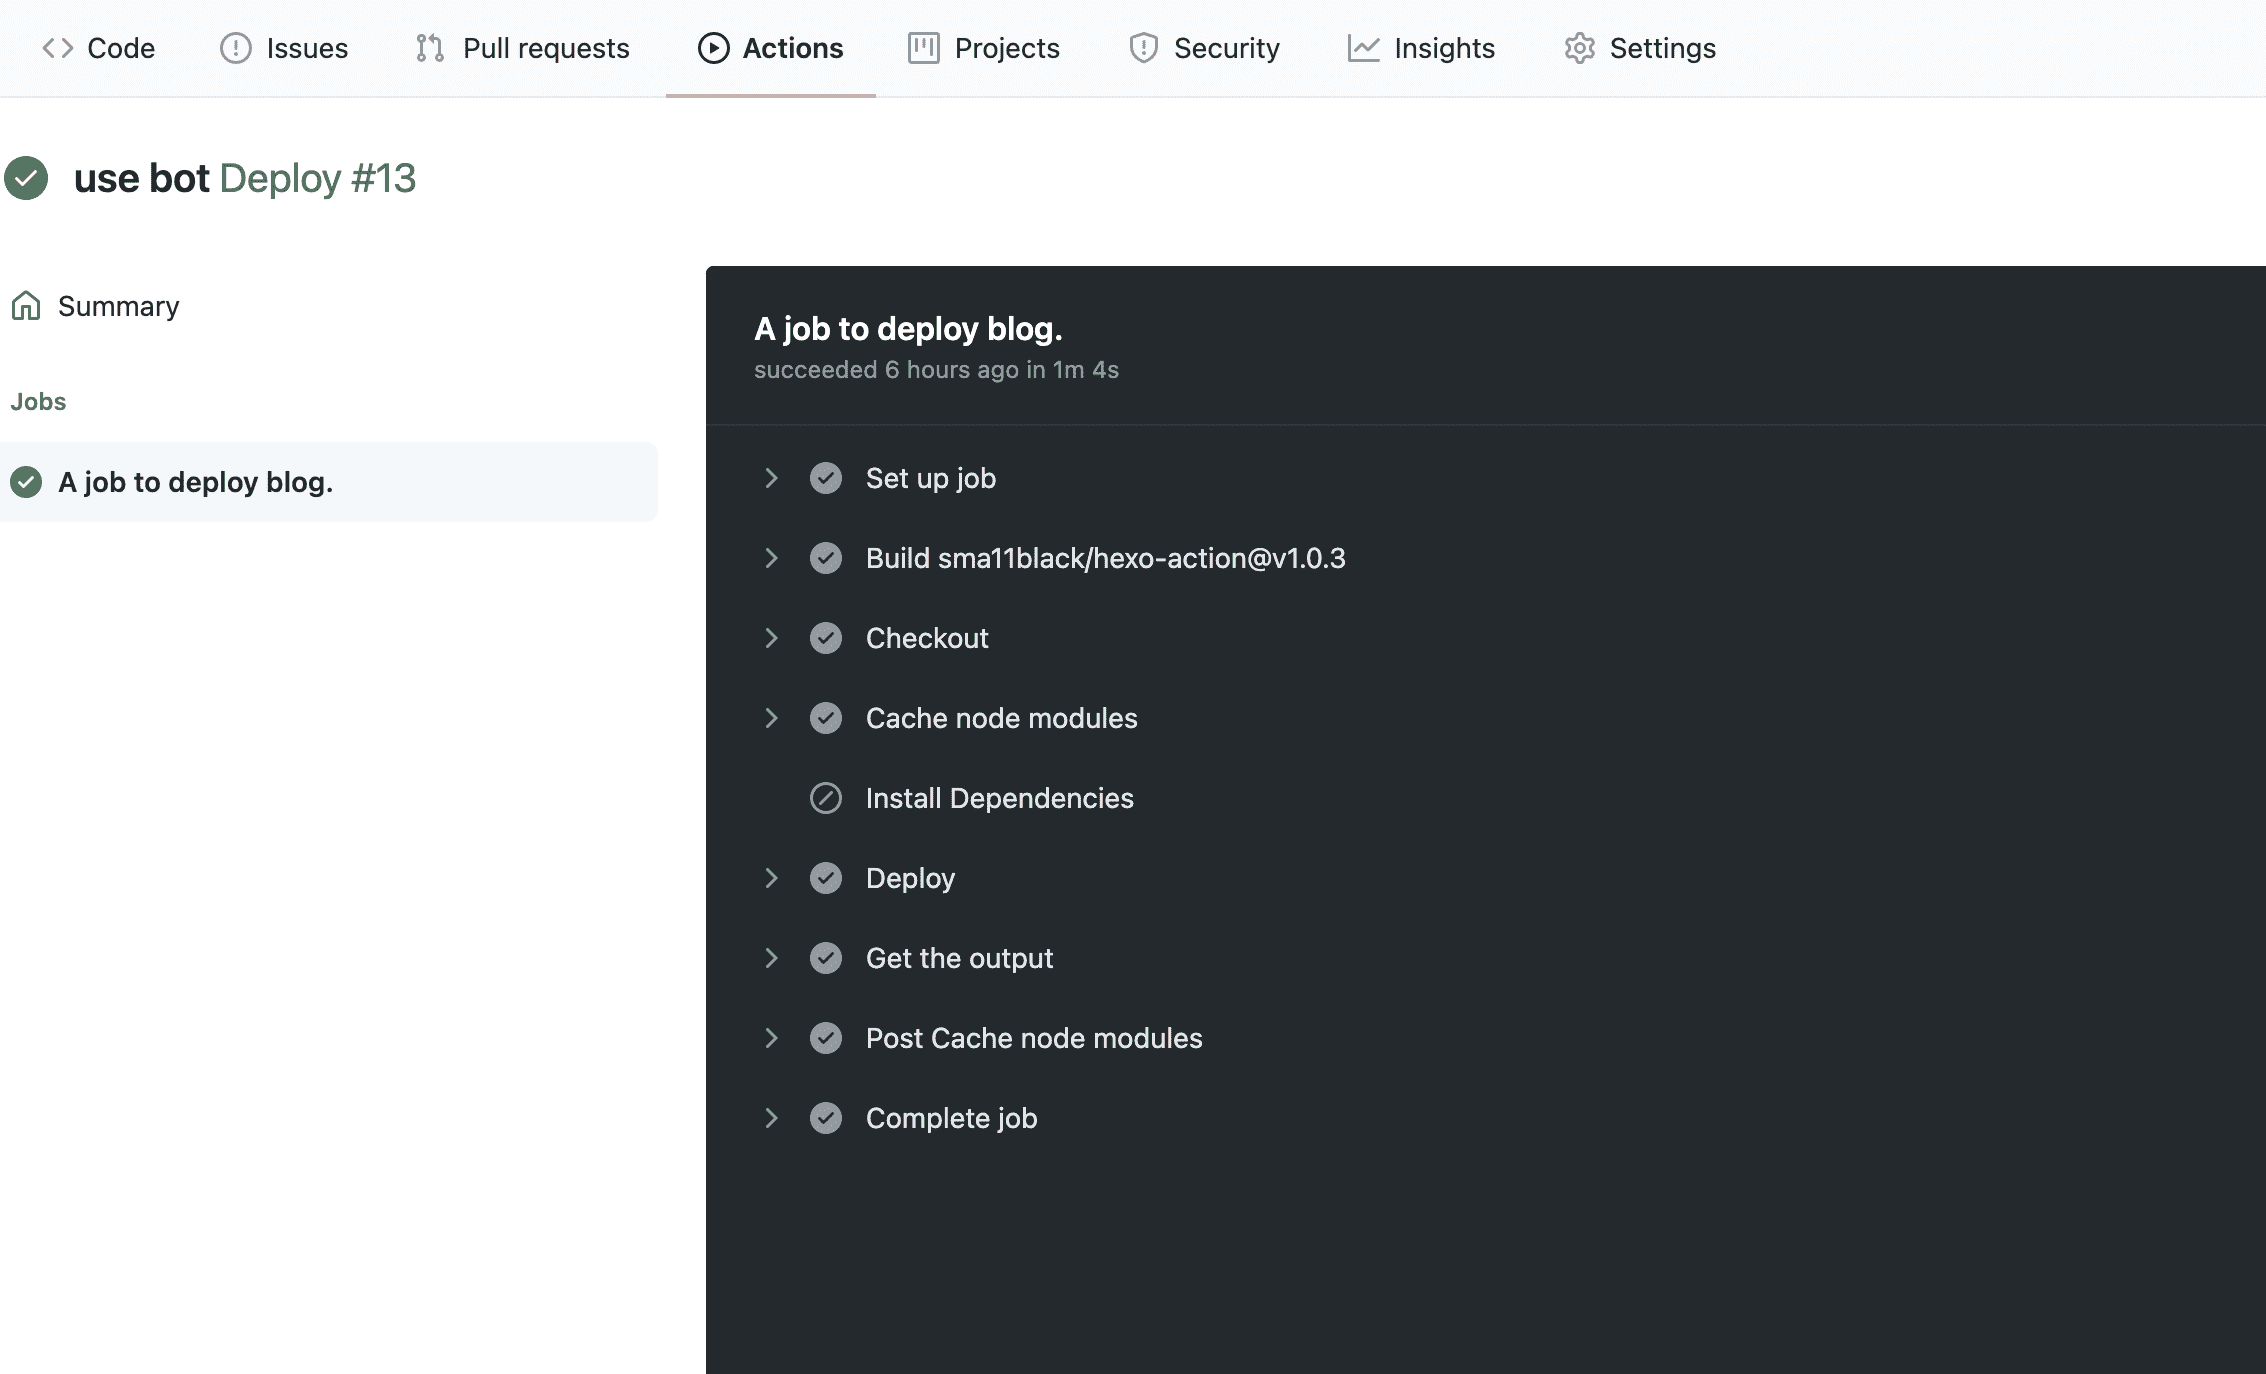 Code Issues Pull requests Actions Projects Security Insights Settings
use bot Deploy #13
Summary
Jobs
A job to deploy blog.
A job to deploy blog.
succeeded 6 hours ago in 1m 4s
Set up job
Build sma11black/hexo-action@v1.0.3
Checkout
Cache node modules
Install Dependencies
Deploy
Get the output
Post Cache node modules
Complete job